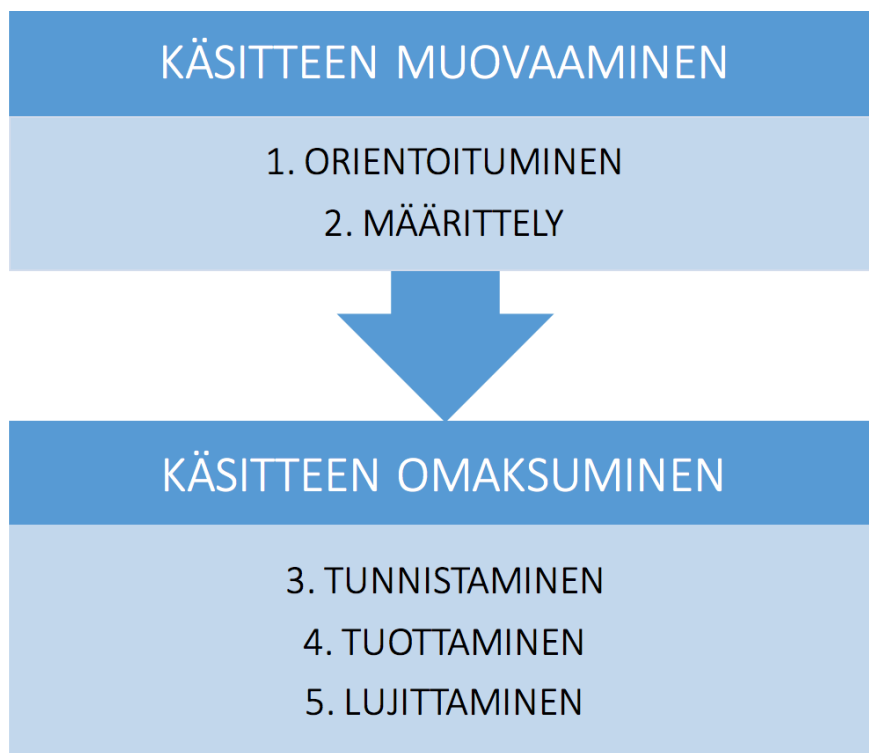 KÄSITTEEN MUOVAAMINEN
1. ORIENTOITUMINEN
2. MÄÄRITTELY
KÄSITTEEN OMAKSUMINEN
3. TUNNISTAMINEN
4. TUOTTAMINEN
5. LUJITTAMINEN